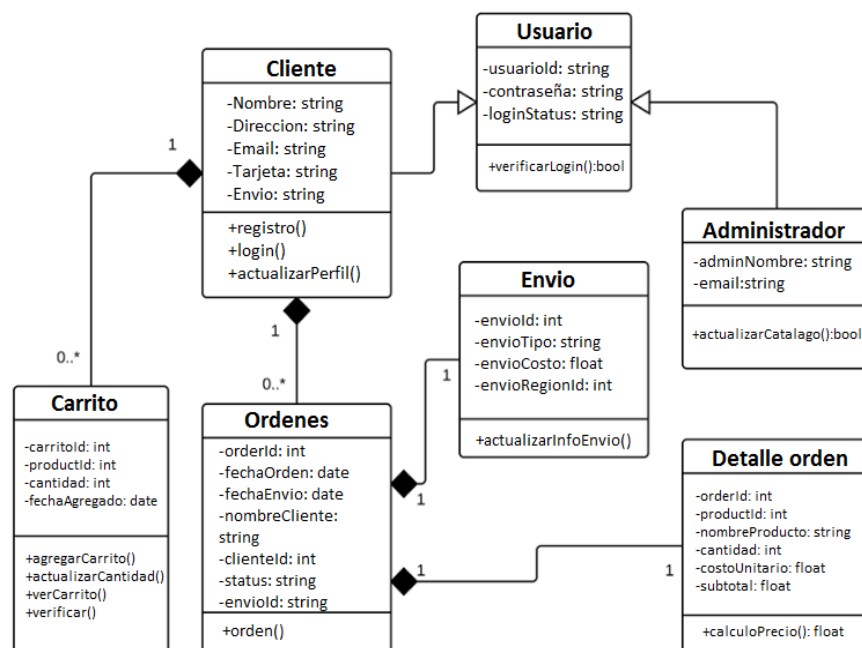 Usuario
-usuarioId: string
-contraseña: string
-loginStatus: string
+verificarLogin():bool
Cliente
-Nombre: string
-Direccion: string
-Email: string
-Tarjeta: string
-Envio: string
+registro()
+login()
+actualizarPerfil()
1
0..*
1
0..*
Administrador
-adminNombre: string
-email:string
+actualizarCatalago():bool
Envio
-envioId: int
-envioTipo: string
-envioCosto: float
-envioRegionId: int
+actualizarInfoEnvio()
1
1
Carrito
-carritoId: int
-productId: int
-cantidad: int
-fechaAgregado: date
+agregarCarrito()
+actualizarCantidad()
+verCarrito()
+verificar()
Ordenes
-orderId: int
-fechaOrden: date
-fechaEnvio: date
-nombreCliente:
string
-clienteId: int
-status: string
-envioId: string
+orden()
1
1
Detalle orden
-orderId: int
-productId: int
-nombreProducto: string
-cantidad: int
-costoUnitario: float
-subtotal: float
+calculoPrecio(): float